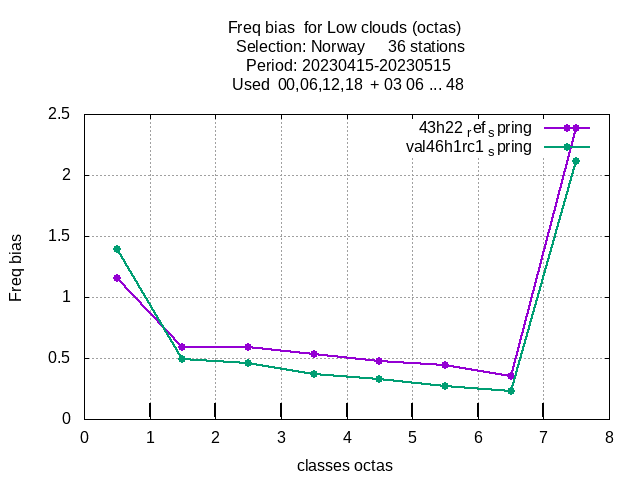 Freq bias  for Low clouds (octas)
Selection: Norway     36 stations
Period: 20230415-20230515
Used  00,06,12,18  + 03 06 ... 48
2.5
43h22 ref spring
val46h1rc1 spring
2
1.5
1
0.5
0
Freq bias
0 1 2 3 4 5 6 7 8
classes octas